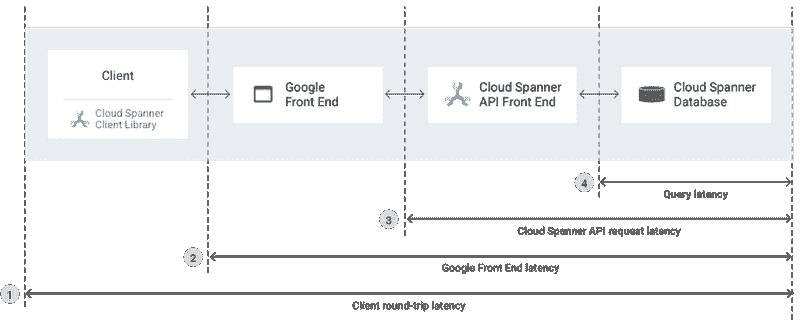 Client
Cloud Spanner
Client Library
Google
Front End
Cloud Spanner
API Front End
Cloud Spanner
Database
4
Query latency
3
Cloud Spanner API request latency
2
Google Front End latency
1
Client round-trip latency